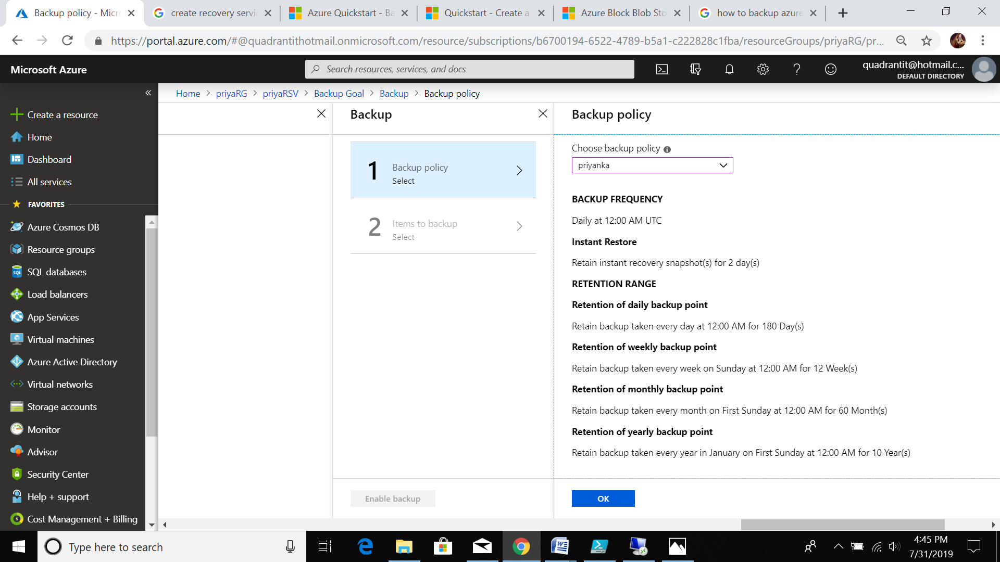 Backup policy - Micr
create recovery servi
Azure Quickstart - Ba
Quickstart - Create a
Azure Block Blob Sto
how to backup azure
https://portal.azure.com/#@quadrantithotmail.onmicrosoft.com/resource/subscriptions/b6700194-6522-4789-b5a1-c222828c1fba/resourceGroups/priyaRG/pr...
Microsoft Azure
Search resources, services, and docs
quadrantit@hotmail.c...
DEFAULT DIRECTORY
Home > priyaRG > priyaRSV > Backup Goal > Backup > Backup policy
Create a resource
Home
Dashboard
All services
FAVORITES
Azure Cosmos DB
Resource groups
SQL databases
Load balancers
App Services
Virtual machines
Azure Active Directory
Virtual networks
Storage accounts
Monitor
Advisor
Security Center
Help + support
Cost Management + Billing
Backup
1
Backup policy
Select
2
Items to backup
Select
Enable backup
Backup policy
Choose backup policy
priyanka
BACKUP FREQUENCY
Daily at 12:00 AM UTC
Instant Restore
Retain instant recovery snapshot(s) for 2 day(s)
RETENTION RANGE
Retention of daily backup point
Retain backup taken every day at 12:00 AM for 180 Day(s)
Retention of weekly backup point
Retain backup taken every week on Sunday at 12:00 AM for 12 Week(s)
Retention of monthly backup point
Retain backup taken every month on First Sunday at 12:00 AM for 60 Month(s)
Retention of yearly backup point
Retain backup taken every year in January on First Sunday at 12:00 AM for 10 Year(s)
OK
Type here to search
4:45 PM
7/31/2019